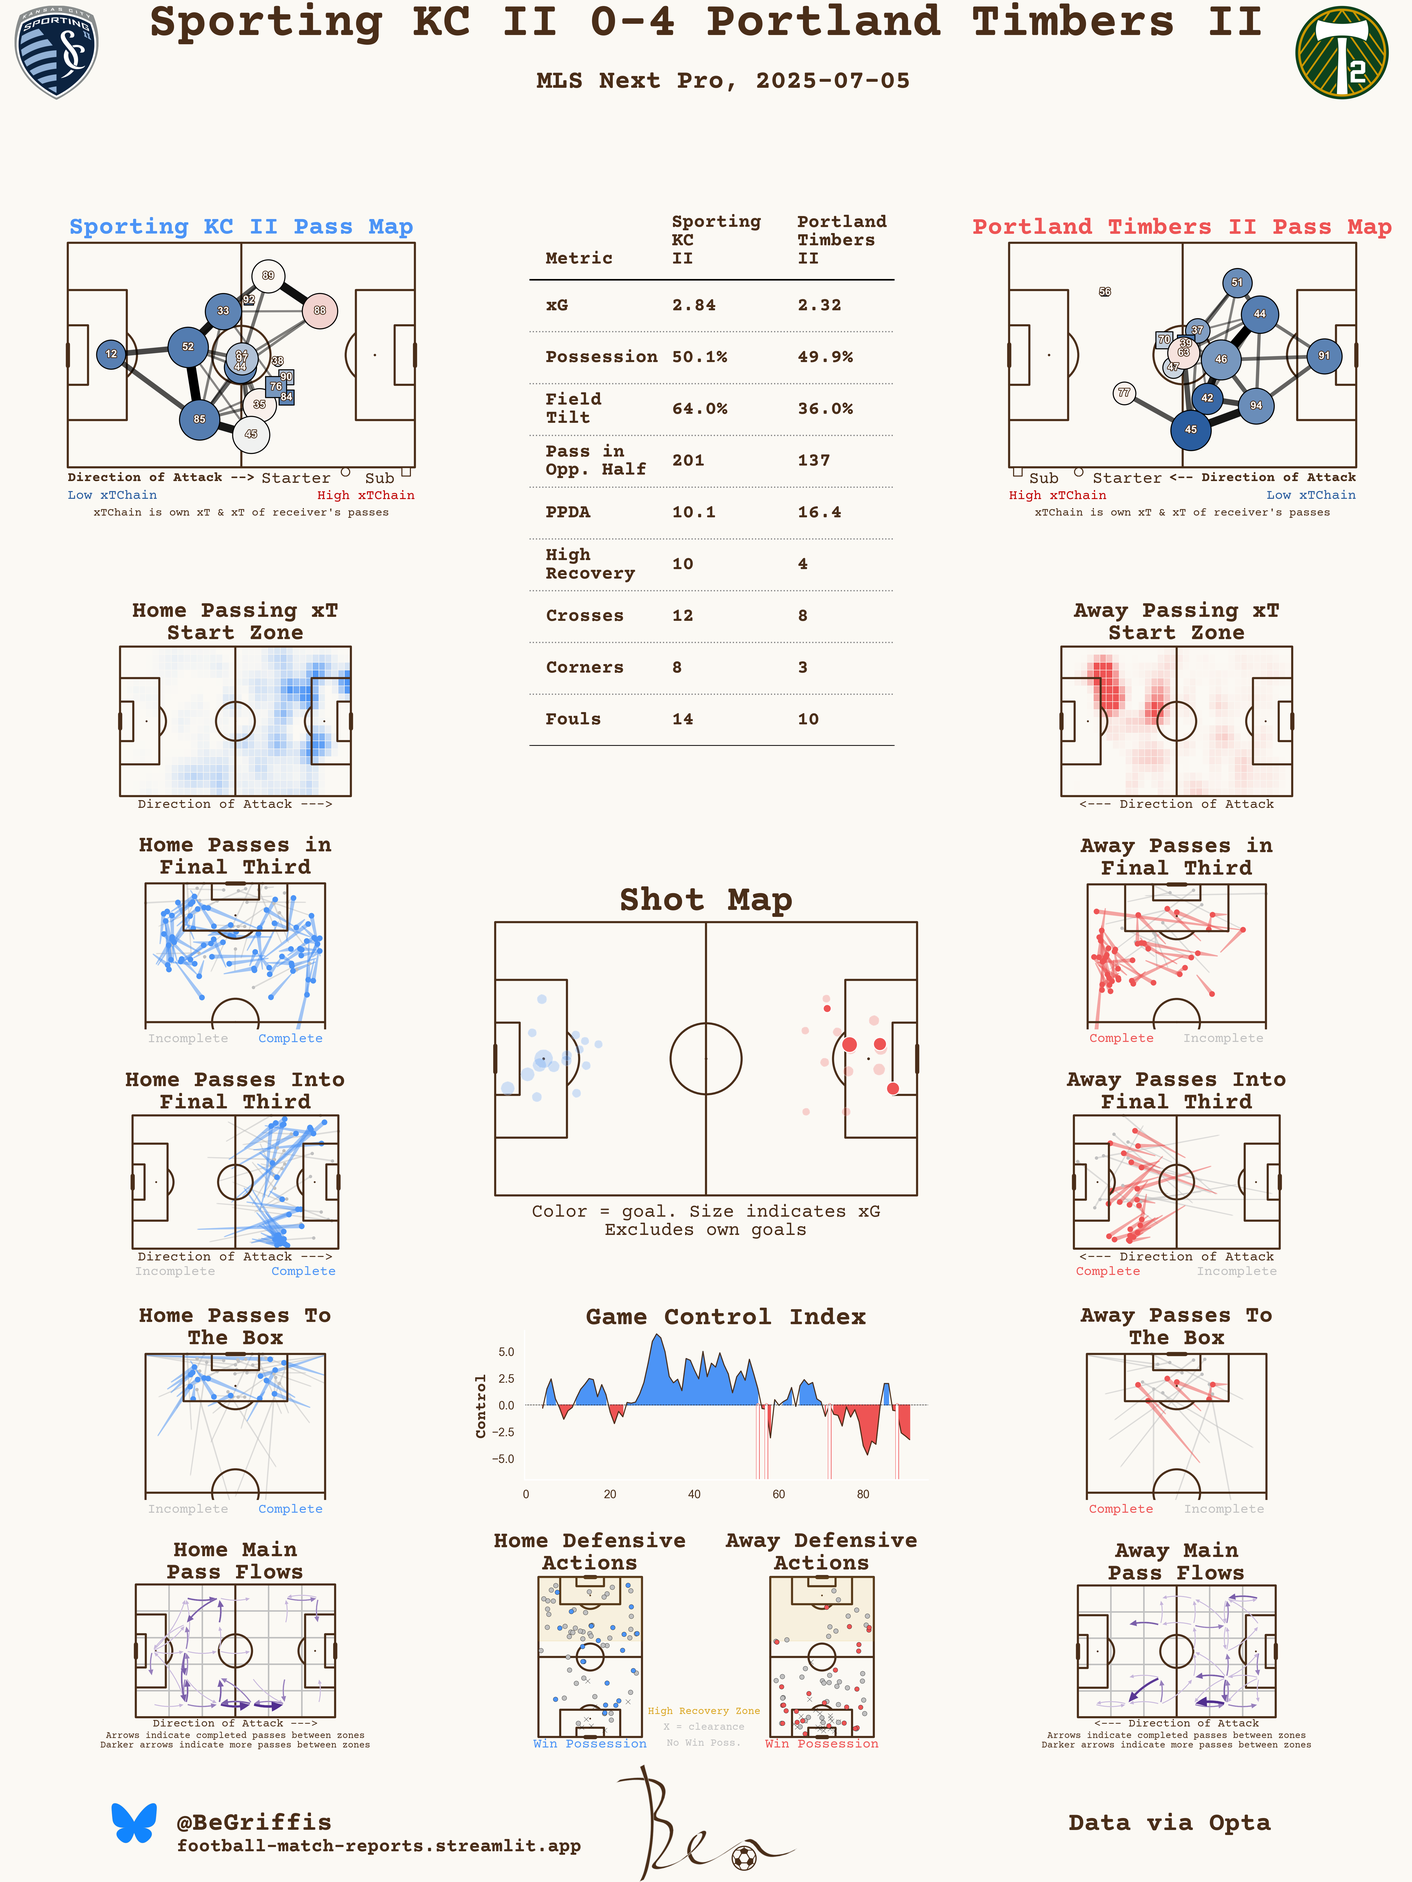 Sporting KC II 0-4 Portland Timbers II
MLS Next Pro, 2025-07-05
KANSAS CITY
SPORTING
II
SC
T2
Sporting KC II Pass Map
89
92
33
88
52
12
97
38
44
90
76
84
35
85
45
Direction of Attack --> Starter Sub
Low xTChain High xTChain
xTChain is own xT & xT of receiver's passes
Metric Sporting KC II Portland Timbers II
xG 2.84 2.32
Possession 50.1% 49.9%
Field Tilt 64.0% 36.0%
Pass in Opp. Half 201 137
PPDA 10.1 16.4
High Recovery 10 4
Crosses 12 8
Corners 8 3
Fouls 14 10
Portland Timbers II Pass Map
51
56
44
37
70
39
63
46
91
47
77
42
94
45
Sub Starter <-- Direction of Attack
High xTChain Low xTChain
xTChain is own xT & xT of receiver's passes
Home Passing xT
Start Zone
Direction of Attack --->
Away Passing xT
Start Zone
<--- Direction of Attack
Home Passes in
Final Third
Incomplete Complete
Away Passes in
Final Third
Complete Incomplete
Shot Map
Color = goal. Size indicates xG
Excludes own goals
Home Passes Into
Final Third
Direction of Attack --->
Incomplete Complete
Away Passes Into
Final Third
<--- Direction of Attack
Complete Incomplete
Home Passes To
The Box
Incomplete Complete
Game Control Index
Control
5.0
2.5
0.0
−2.5
−5.0
0 20 40 60 80
Away Passes To
The Box
Complete Incomplete
Home Main
Pass Flows
Direction of Attack --->
Arrows indicate completed passes between zones
Darker arrows indicate more passes between zones
Home Defensive
Actions
Win Possession
Away Defensive
Actions
Win Possession
High Recovery Zone
X = clearance
No Win Poss.
Away Main
Pass Flows
<--- Direction of Attack
Arrows indicate completed passes between zones
Darker arrows indicate more passes between zones
@BeGriffis
football-match-reports.streamlit.app
Ben
Data via Opta